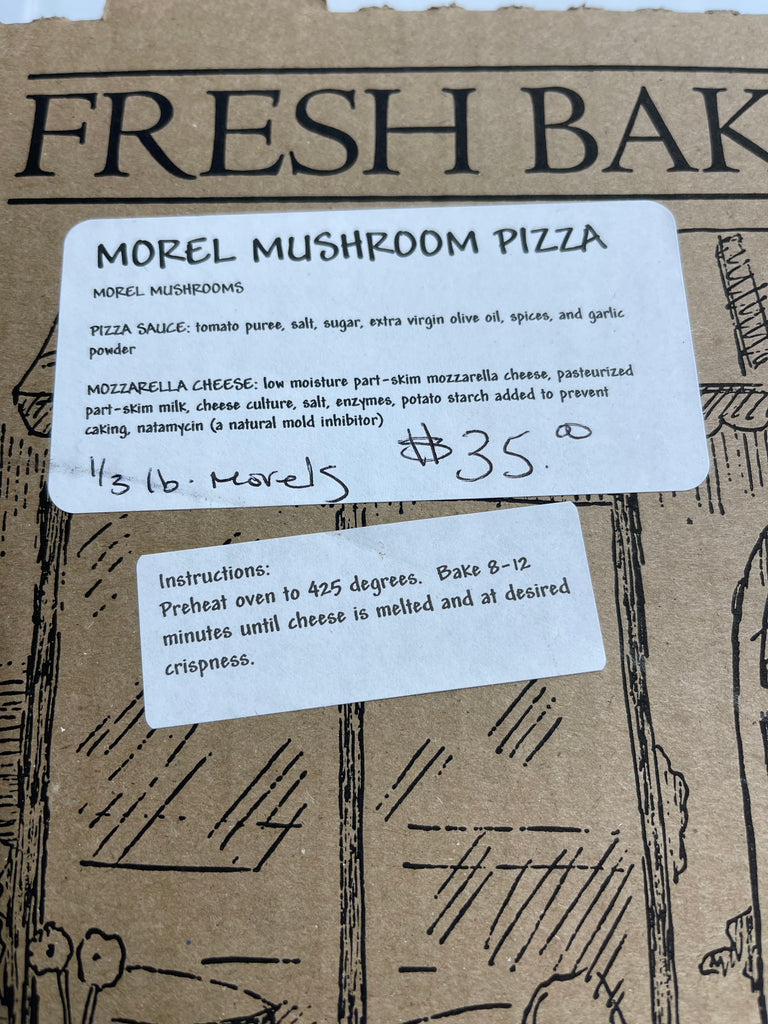 FRESH BAK
MOREL MUSHROOM PIZZA
MOREL MUSHROOMS
PIZZA SAUCE: tomato puree, salt, sugar, extra virgin olive oil, spices, and garlic
powder
MOZZARELLA CHEESE: low moisture part-skim mozzarella cheese, pasteurized
part-skim milk, cheese culture, salt, enzymes, potato starch added to prevent
caking, natamycin (a natural mold inhibitor)
1/3 lb. Morels $35.00
Instructions:
Preheat oven to 425 degrees. Bake 8-12
minutes until cheese is melted and at desired
crispness.